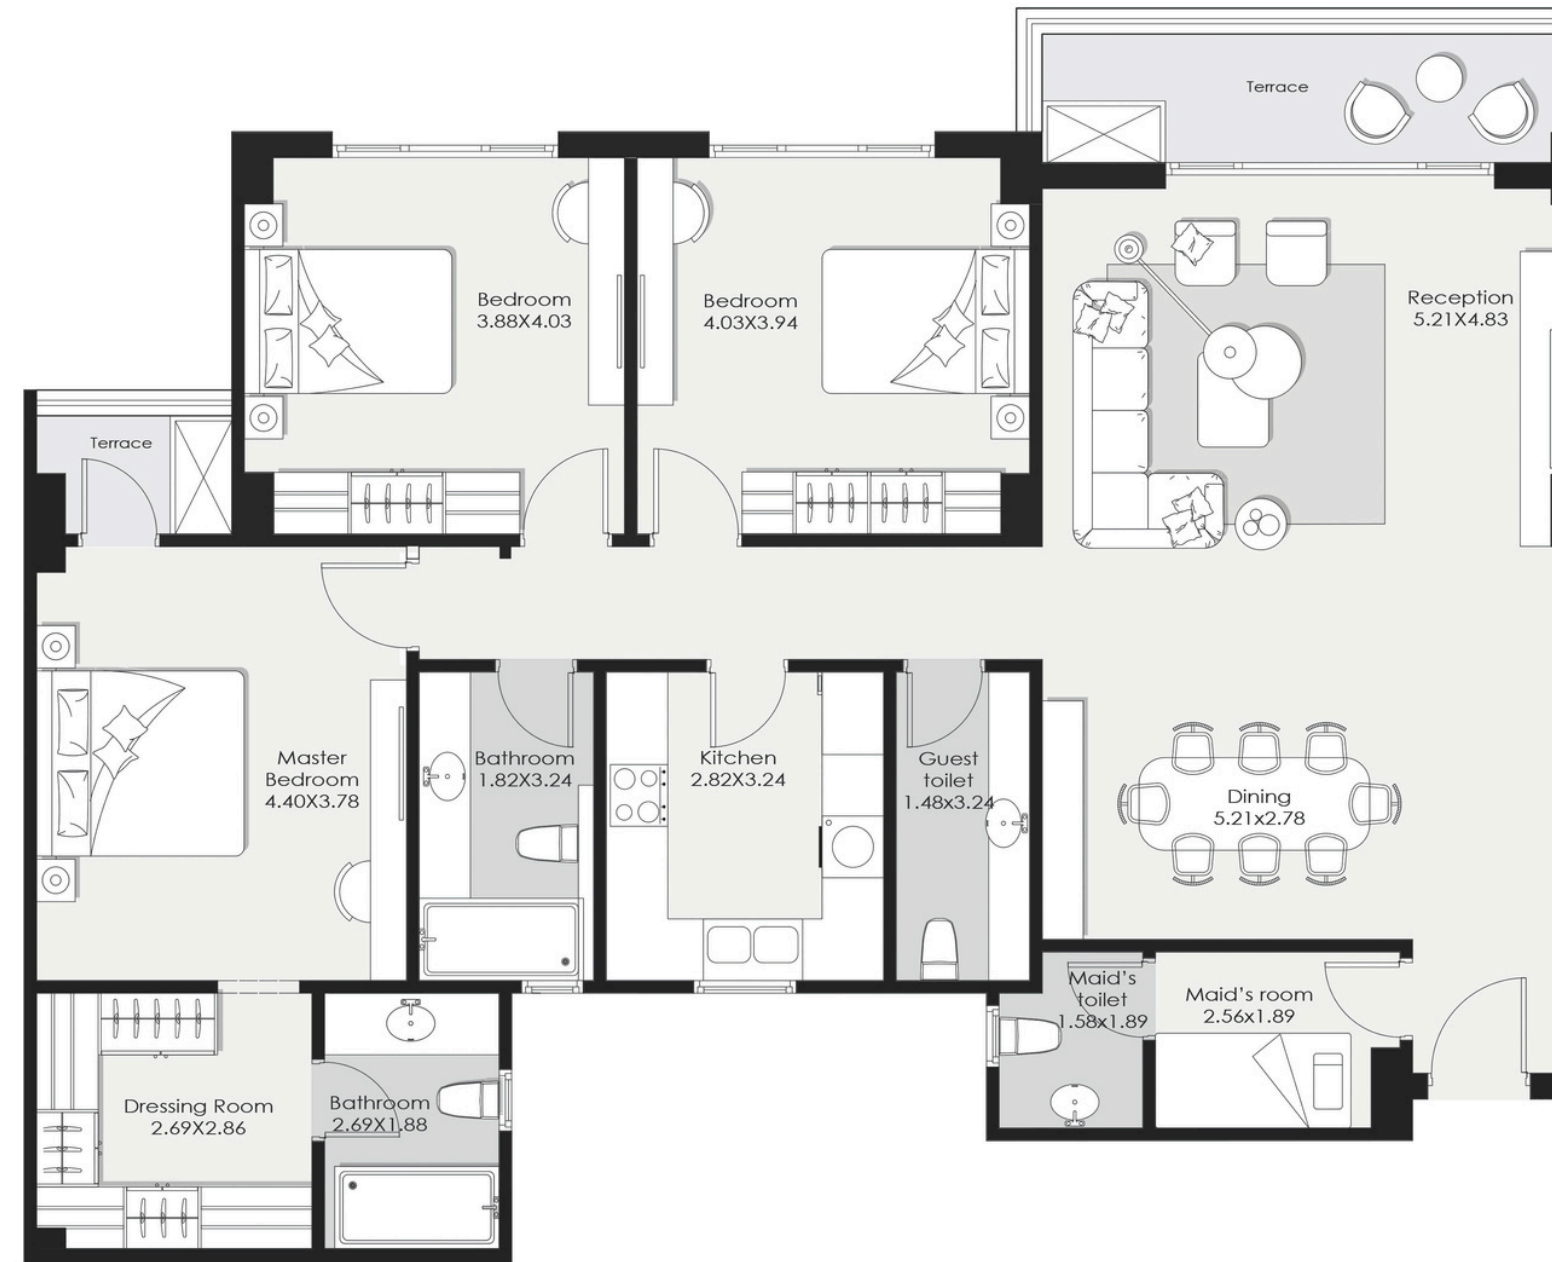 Terrace
Bedroom
3.88X4.03
Bedroom
4.03X3.94
Reception
5.21X4.83
Terrace
Master
Bedroom
4.40X3.78
Bathroom
1.82X3.24
Kitchen
2.82X3.24
Guest
toilet
1.48x3.24
Dining
5.21x2.78
Maid's
toilet
1.58x1.89
Maid's room
2.56x1.89
Dressing Room
2.69X2.86
Bathroom
2.69X1.88